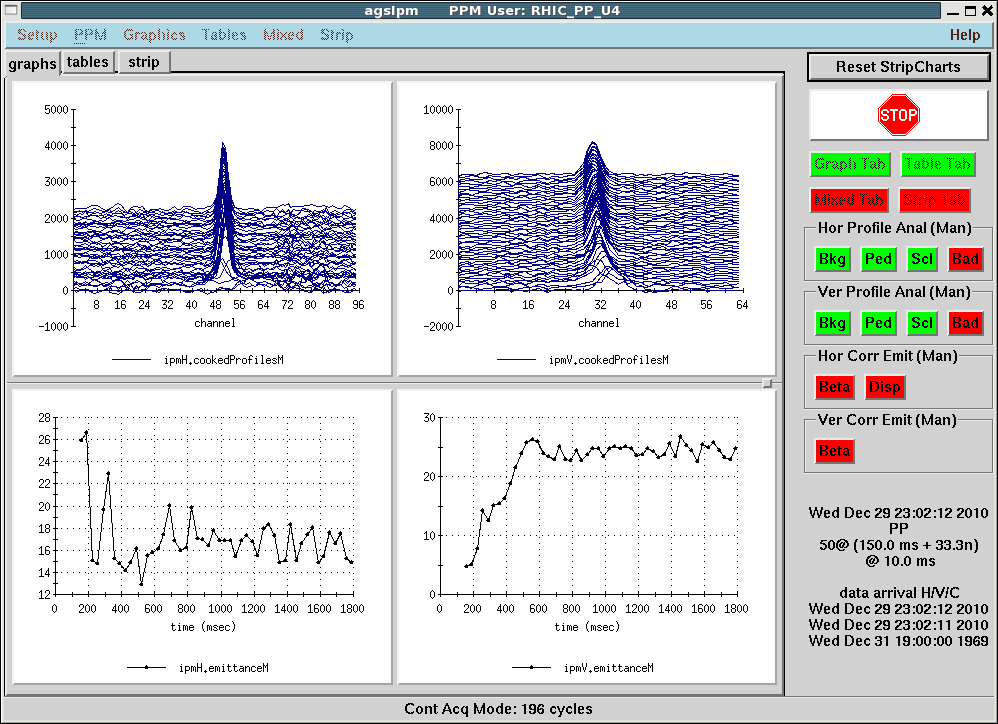 agsIpm PPM User: RHIC_PP_U4
Setup PPM Graphics Tables Mixed Strip Help
graphs tables strip
Reset StripCharts
STOP
Graph Tab Table Tab
Mixed Tab Strip Tab
Hor Profile Anal (Man)
Bkg Ped Scl Bad
Ver Profile Anal (Man)
Bkg Ped Scl Bad
Hor Corr Emit (Man)
Beta Disp
Ver Corr Emit (Man)
Beta
Wed Dec 29 23:02:12 2010
PP
50@ (150.0 ms + 33.3n)
@ 10.0 ms
data arrival H/V/C
Wed Dec 29 23:02:12 2010
Wed Dec 29 23:02:11 2010
Wed Dec 31 19:00:00 1969
5000
4000
3000
2000
1000
0
-1000
8 16 24 32 40 48 56 64 72 80 88 96
channel
ipmH.cookedProfilesM
10000
8000
6000
4000
2000
0
-2000
8 16 24 32 40 48 56 64
channel
ipmV.cookedProfilesM
28
26
24
22
20
18
16
14
12
0 200 400 600 800 1000 1200 1400 1600 1800
time (msec)
ipmH.emittanceM
30
20
10
0
0 200 400 600 800 1000 1200 1400 1600 1800
time (msec)
ipmV.emittanceM
Cont Acq Mode: 196 cycles